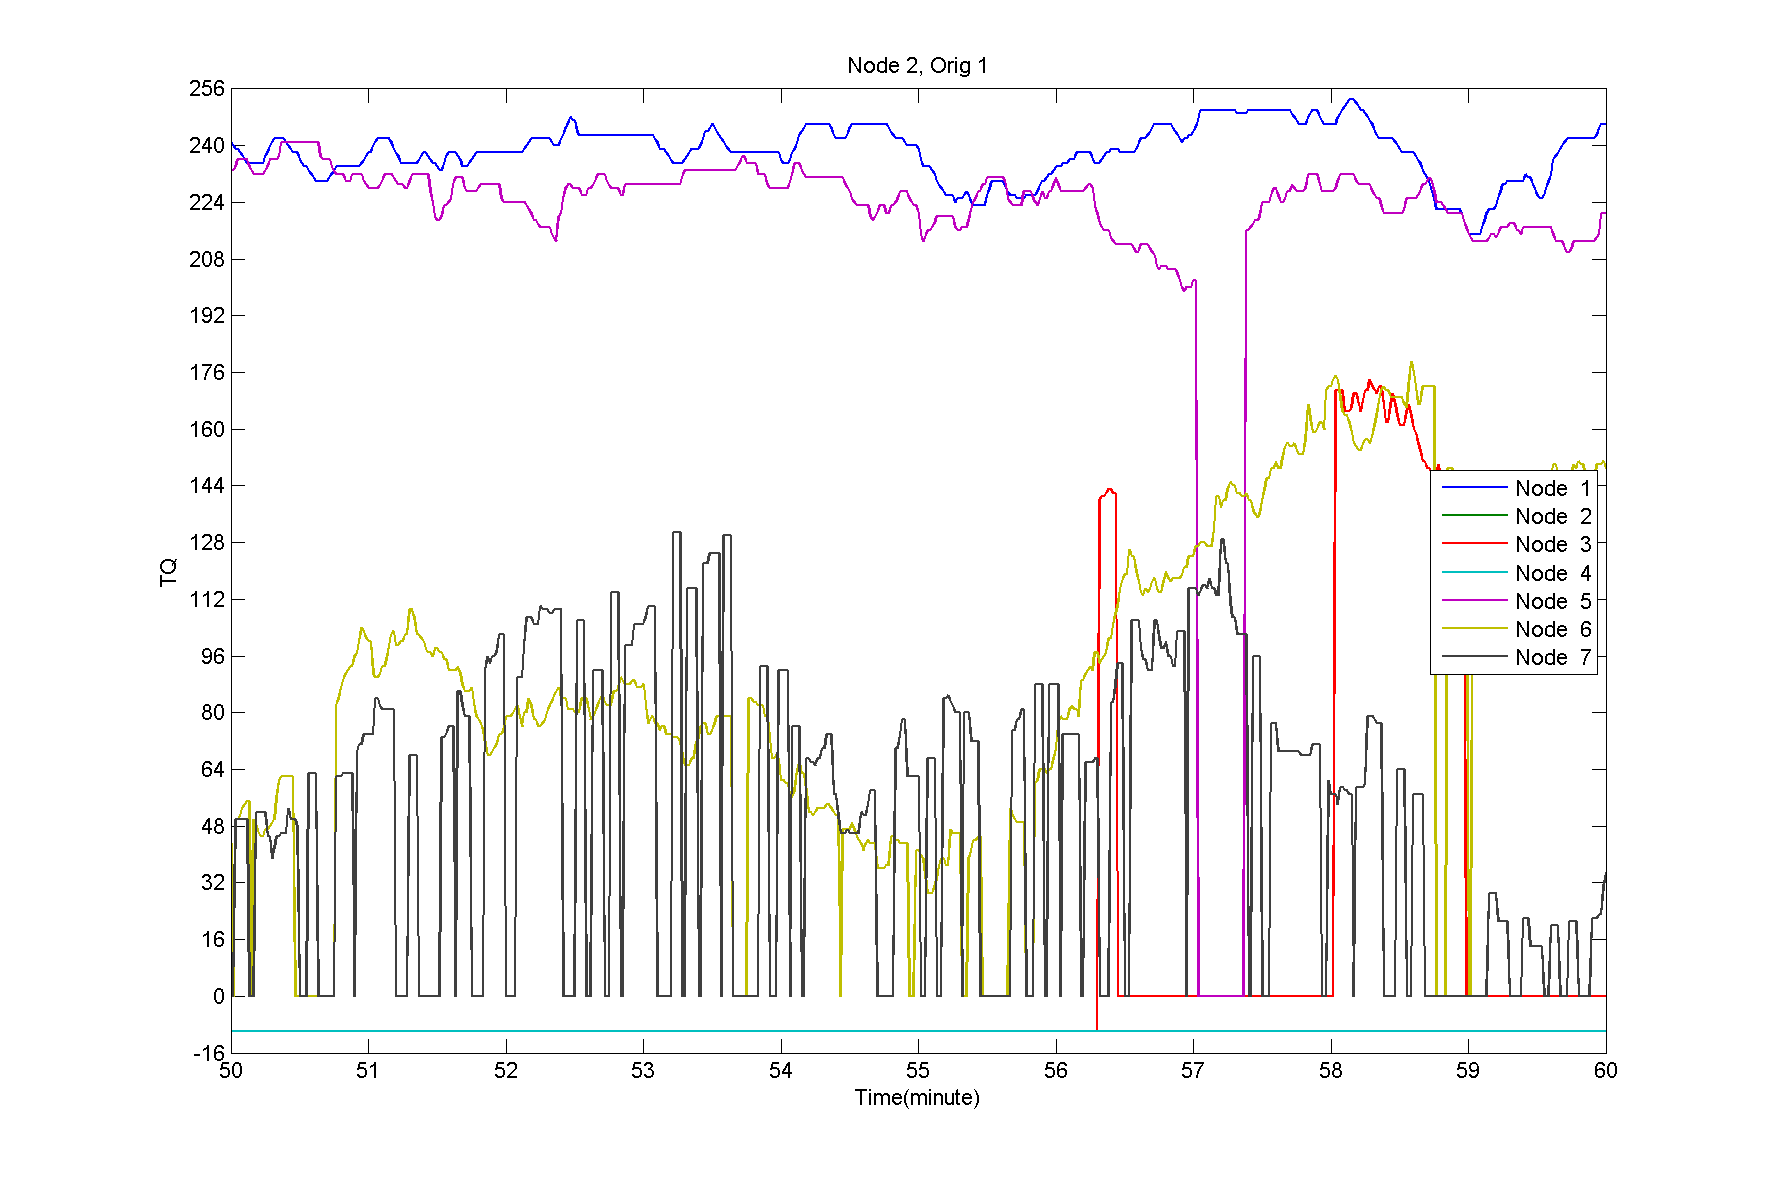 Node 2, Orig 1
256
240
224
208
192
176
160
144
128
112
96
80
64
48
32
16
0
-16
TQ
Node 1
Node 2
Node 3
Node 4
Node 5
Node 6
Node 7
50 51 52 53 54 55 56 57 58 59 60
Time(minute)